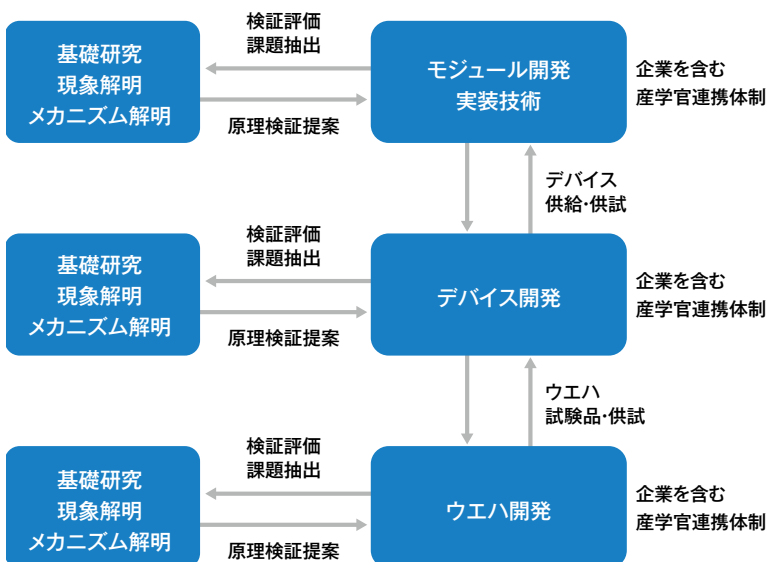 基礎研究
現象解明
メカニズム解明
検証評価
課題抽出
原理検証提案
モジュール開発
実装技術
企業を含む
産学官連携体制
デバイス
供給・供試
基礎研究
現象解明
メカニズム解明
検証評価
課題抽出
原理検証提案
デバイス開発
企業を含む
産学官連携体制
ウエハ
試験品・供試
基礎研究
現象解明
メカニズム解明
検証評価
課題抽出
原理検証提案
ウエハ開発
企業を含む
産学官連携体制